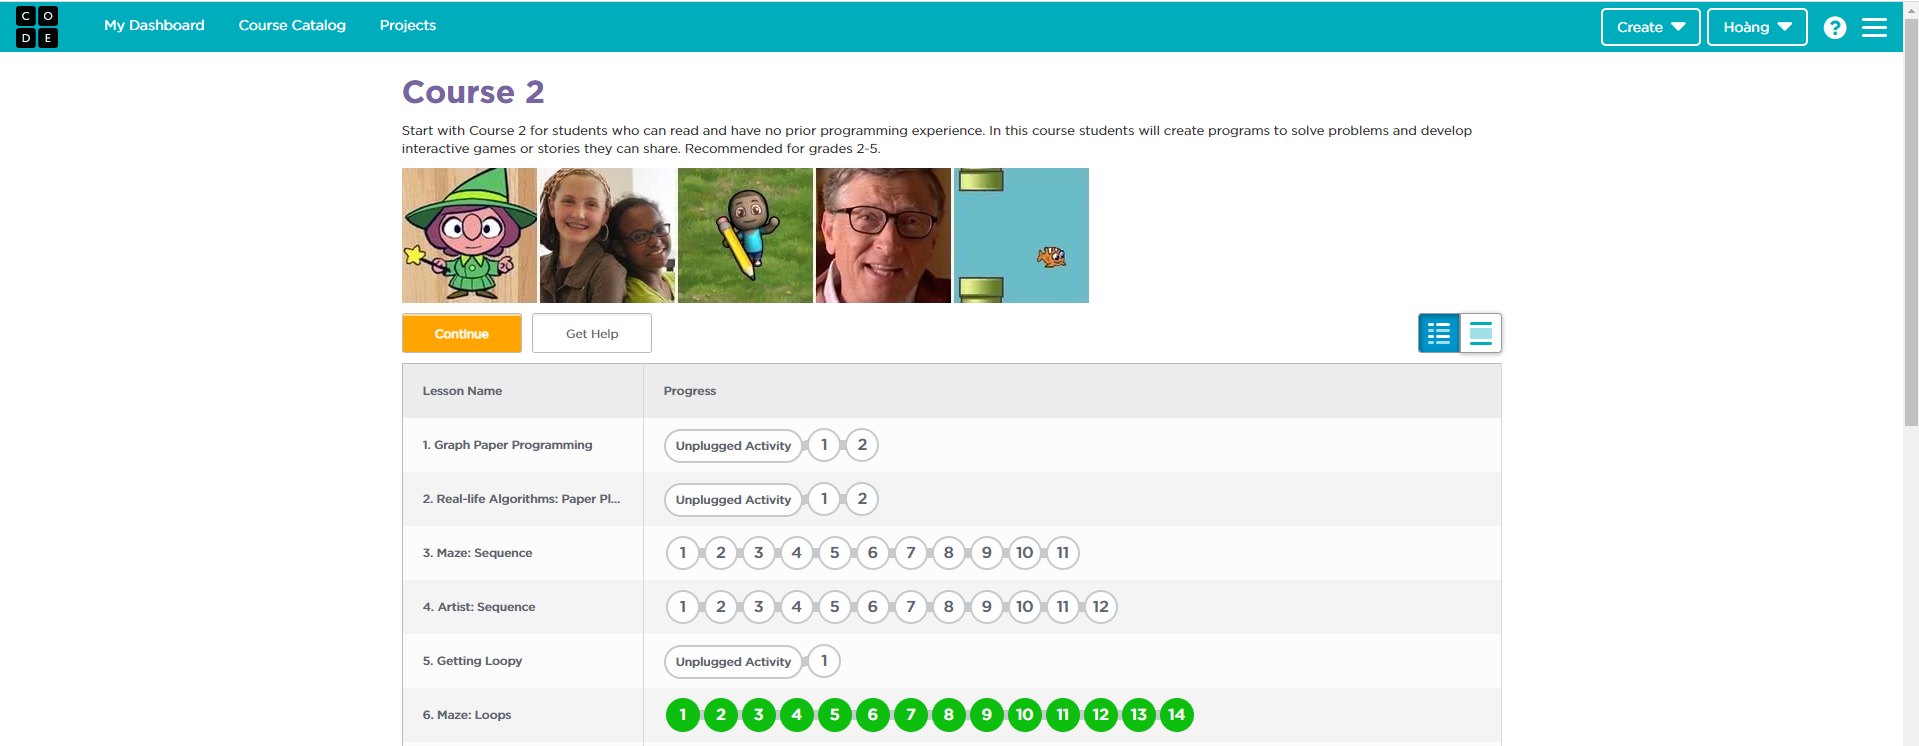 C O
D E
My Dashboard Course Catalog Projects Create Hoàng ?
Course 2
Start with Course 2 for students who can read and have no prior programming experience. In this course students will create programs to solve problems and develop
interactive games or stories they can share. Recommended for grades 2-5.
Continue Get Help
Lesson Name Progress
1. Graph Paper Programming Unplugged Activity 1 2
2. Real-life Algorithms: Paper Pl... Unplugged Activity 1 2
3. Maze: Sequence 1 2 3 4 5 6 7 8 9 10 11
4. Artist: Sequence 1 2 3 4 5 6 7 8 9 10 11 12
5. Getting Loopy Unplugged Activity 1
6. Maze: Loops 1 2 3 4 5 6 7 8 9 10 11 12 13 14